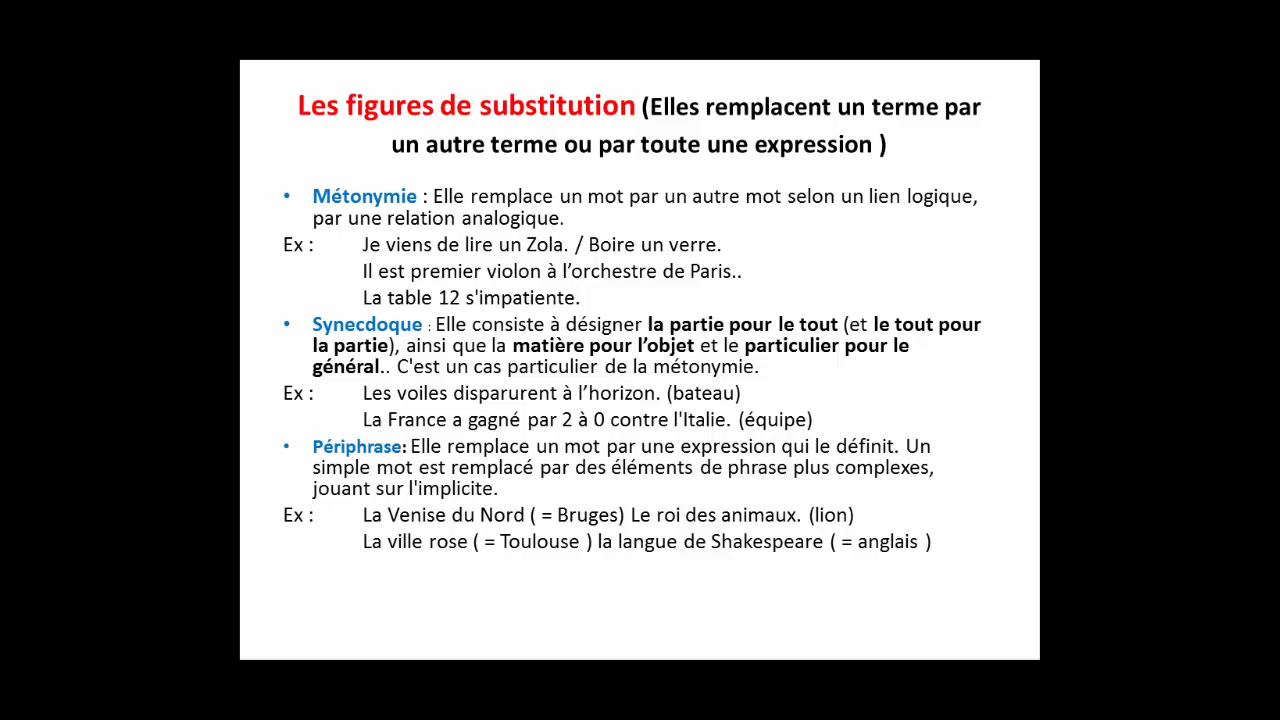 Les figures de substitution (Elles remplacent un terme par
un autre terme ou par toute une expression )
• Métonymie : Elle remplace un mot par un autre mot selon un lien logique,
par une relation analogique.
Ex : Je viens de lire un Zola. / Boire un verre.
Il est premier violon à l’orchestre de Paris..
La table 12 s'impatiente.
• Synecdoque : Elle consiste à désigner la partie pour le tout (et le tout pour
la partie), ainsi que la matière pour l’objet et le particulier pour le
général.. C'est un cas particulier de la métonymie.
Ex : Les voiles disparurent à l’horizon. (bateau)
La France a gagné par 2 à 0 contre l'Italie. (équipe)
• Périphrase: Elle remplace un mot par une expression qui le définit. Un
simple mot est remplacé par des éléments de phrase plus complexes,
jouant sur l'implicite.
Ex : La Venise du Nord ( = Bruges) Le roi des animaux. (lion)
La ville rose ( = Toulouse ) la langue de Shakespeare ( = anglais )